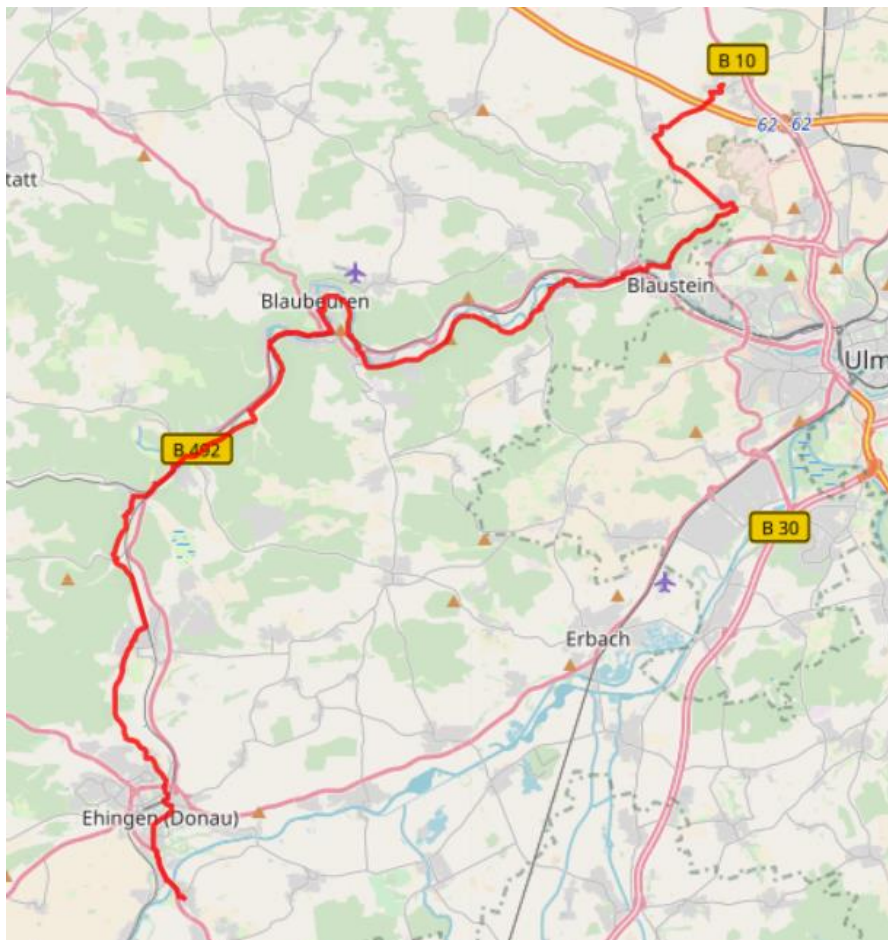 B 10
62 62
tatt
Blaubeuren
Blaustein
Ulm
B 492
B 30
Erbach
Ehingen (Donau)